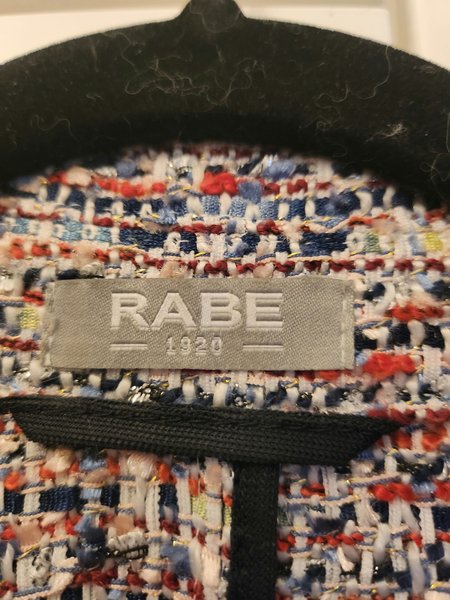 RABE
— 1920 —